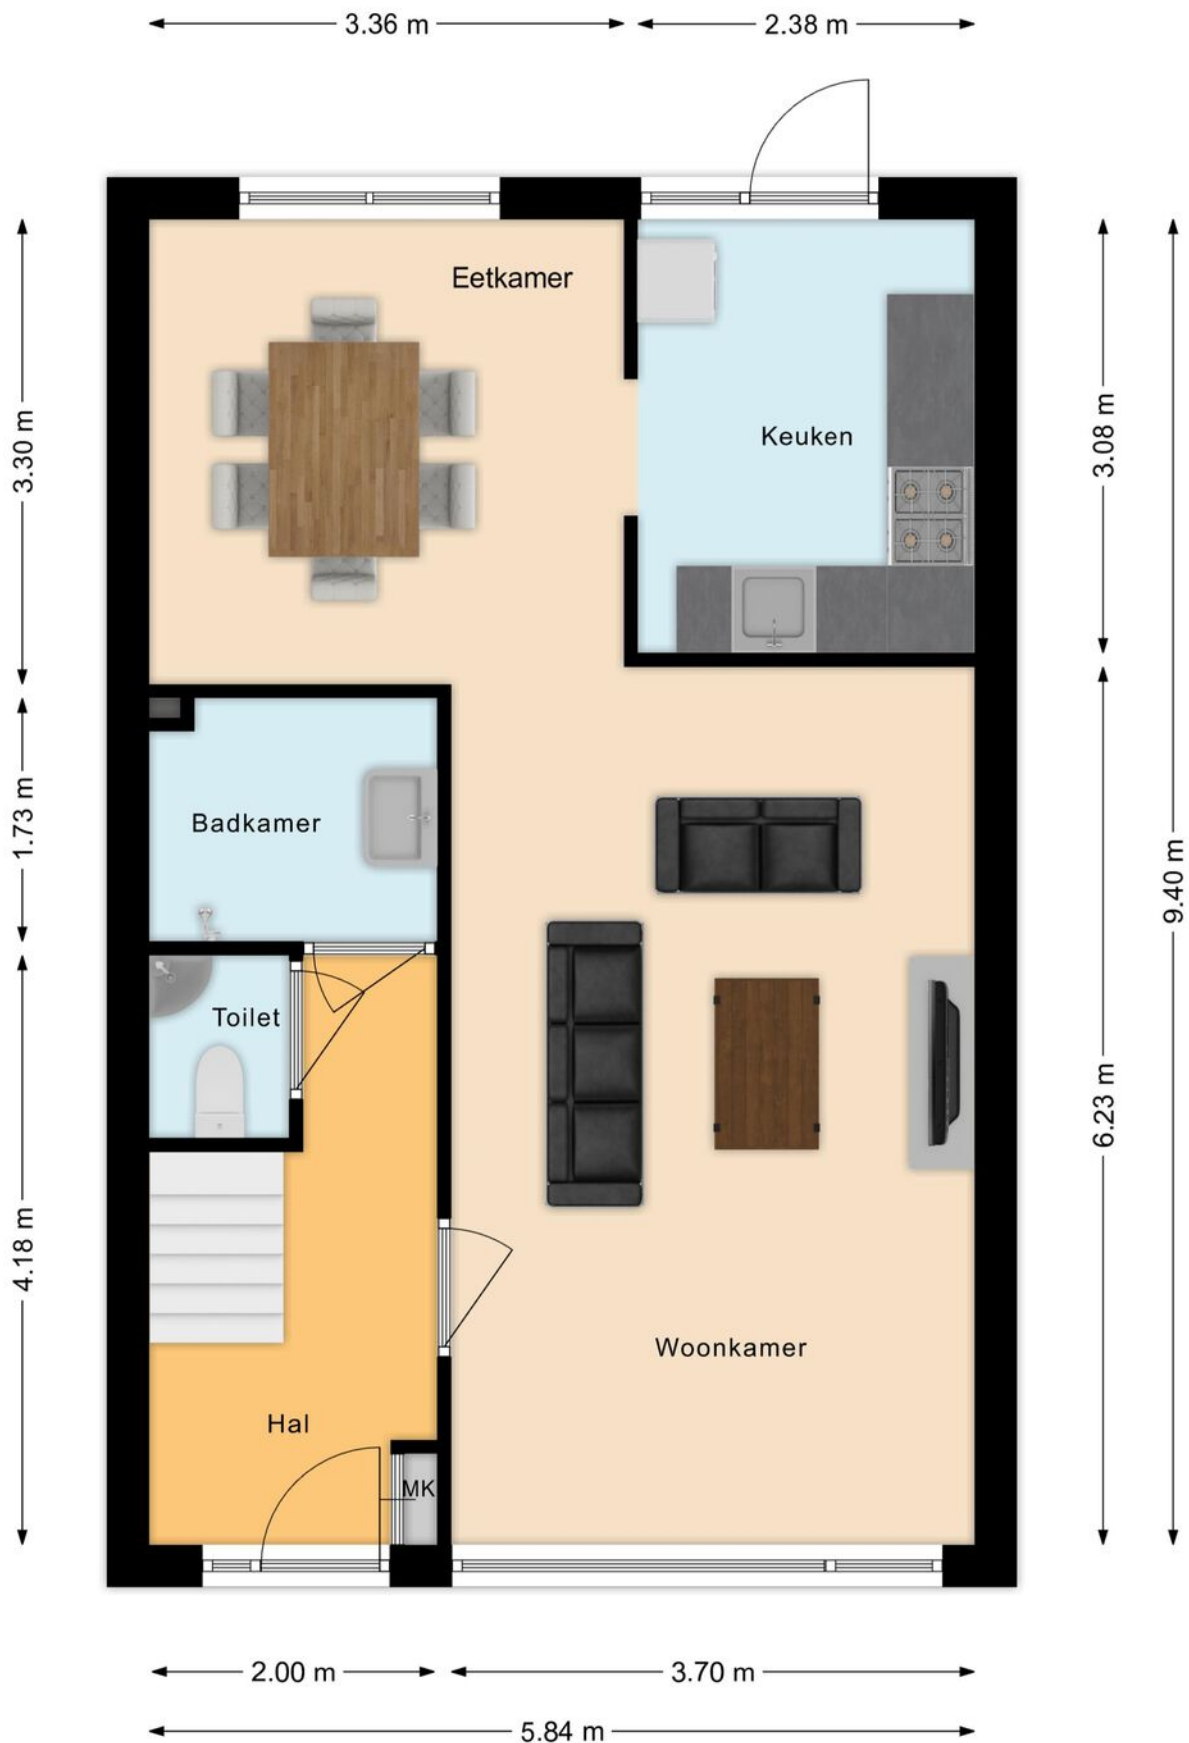 3.36 m
2.38 m
Eetkamer
Keuken
3.30 m
3.08 m
Badkamer
1.73 m
9.40 m
Toilet
6.23 m
4.18 m
Woonkamer
Hal
MK
2.00 m
3.70 m
5.84 m